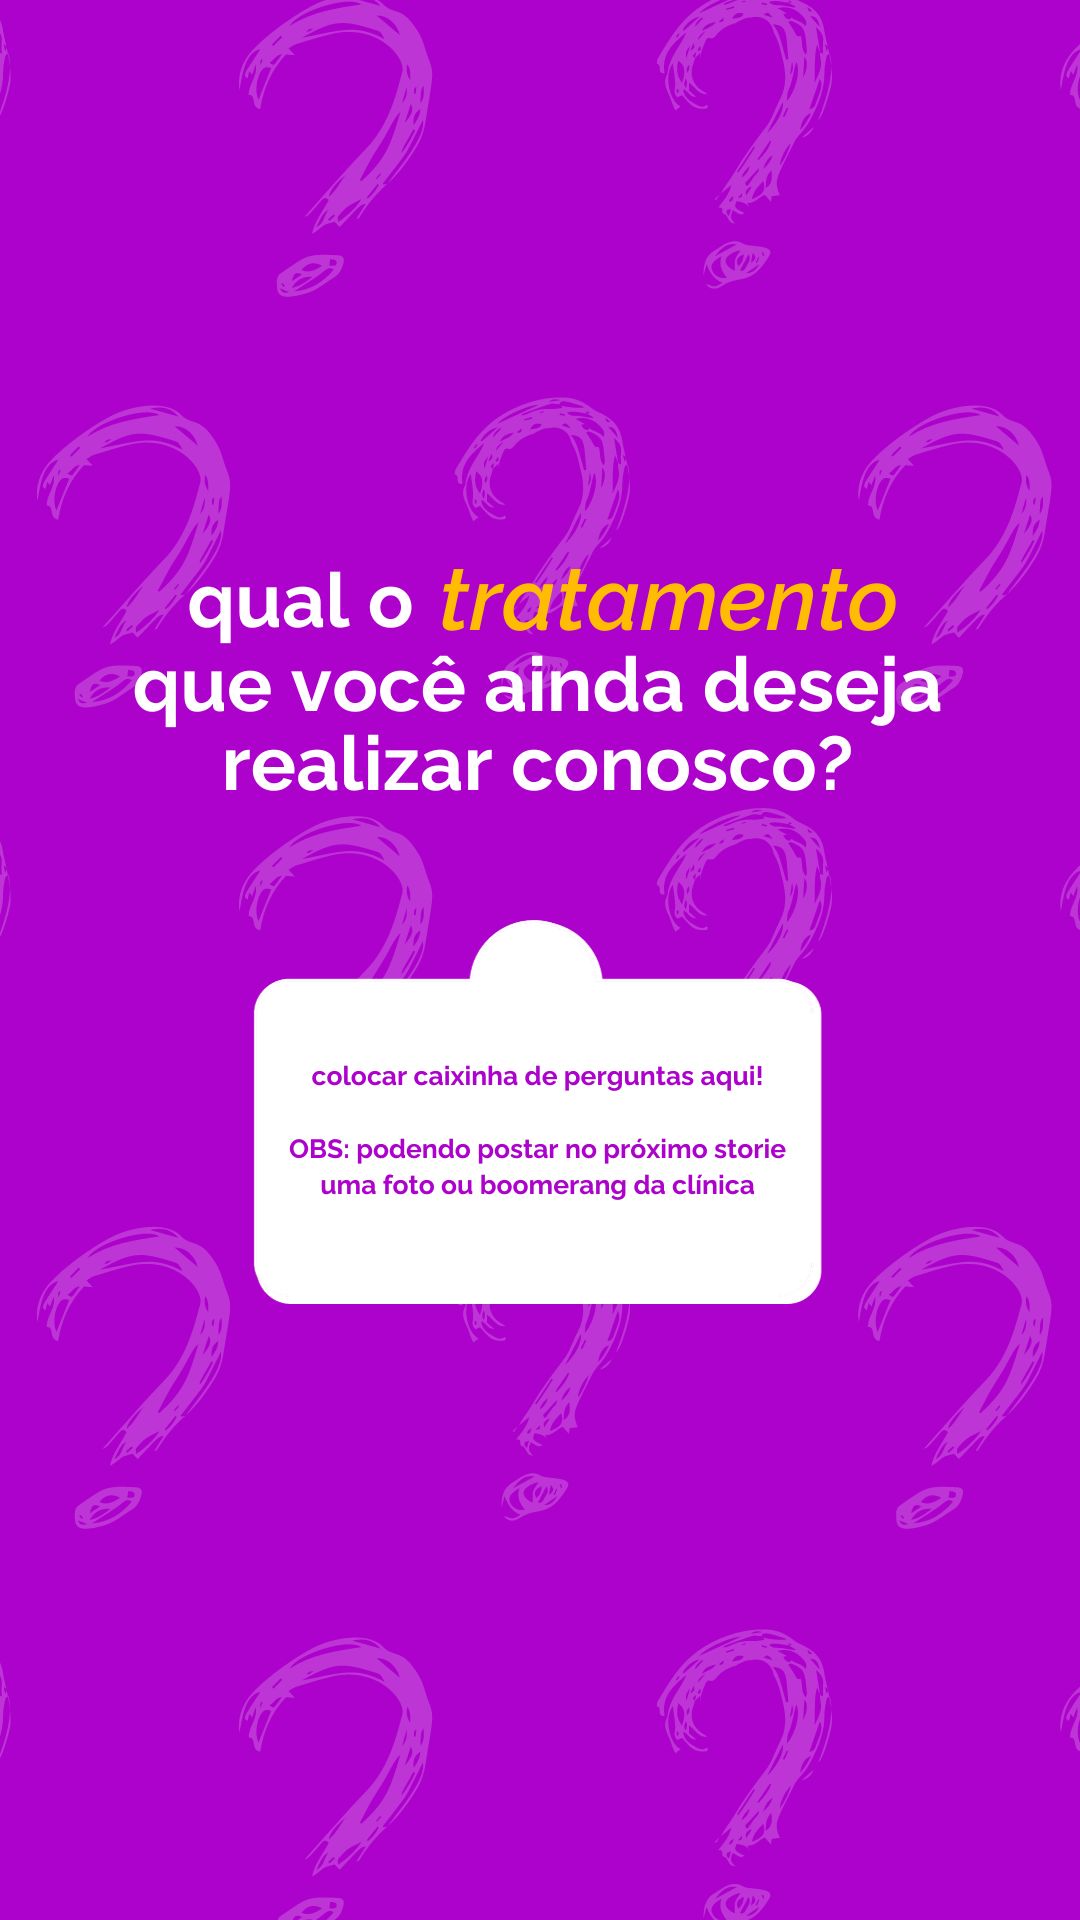 qual o tratamento
que você ainda deseja
realizar conosco?
colocar caixinha de perguntas aqui!
OBS: podendo postar no próximo storie
uma foto ou boomerang da clínica